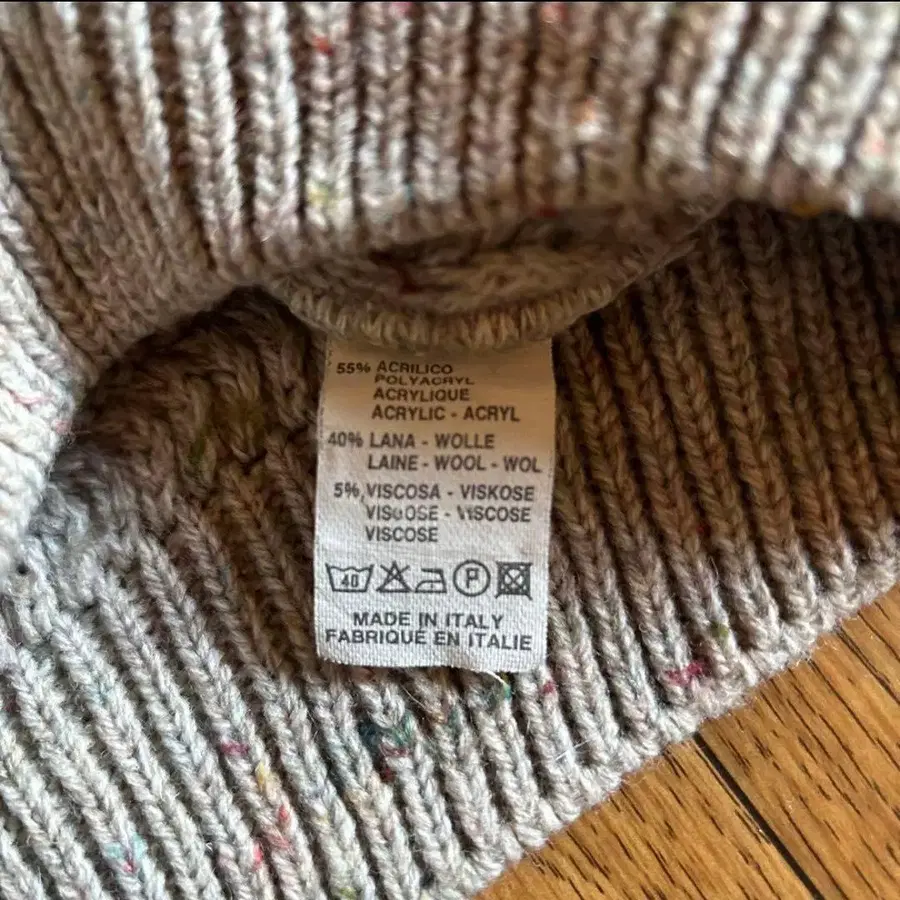 55% ACRILICO
POLYACRYL
ACRYLIQUE
ACRYLIC - ACRYL
40% LANA - WOLLE
LAINE - WOOL - WOL
5% VISCOSA - VISKOSE
VISCOSE - VISCOSE
VISCOSE
40 P
MADE IN ITALY
FABRIQUÉ EN ITALIE